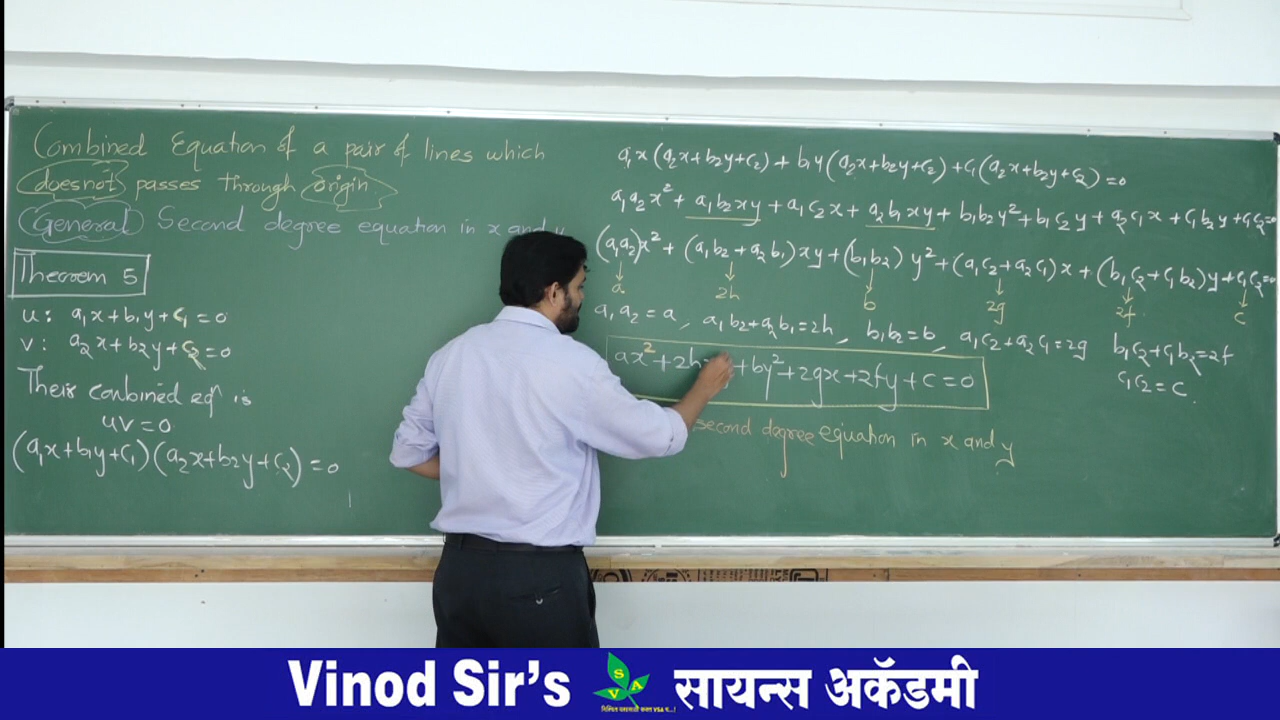 Combined Equation of a pair of lines which
doesnot passes through origin
General Second degree equation in x and y
Theorem 5
u: a₁x+b₁y+c₁=0
v: a₂x+b₂y+c₂=0
Their combined eqⁿ is
uv=0
(a₁x+b₁y+c₁)(a₂x+b₂y+c₂)=0
a₁x(a₂x+b₂y+c₂)+b₁y(a₂x+b₂y+c₂)+c₁(a₂x+b₂y+c₂)=0
a₁a₂x²+a₁b₂xy+a₁c₂x+a₂b₁xy+b₁b₂y²+b₁c₂y+a₂c₁x+c₁b₂y+c₁c₂=0
(a₁a₂)x²+(a₁b₂+a₂b₁)xy+(b₁b₂)y²+(a₁c₂+a₂c₁)x+(b₁c₂+c₁b₂)y+c₁c₂=0
a 2h b 2g 2f c
a₁a₂=a, a₁b₂+a₂b₁=2h, b₁b₂=b, a₁c₂+a₂c₁=2g b₁c₂+c₁b₂=2f
c₁c₂=c.
ax²+2h +by²+2gx+2fy+c=0
second degree equation in x and y
Vinod Sir's VSA सायन्स अकॅडमी